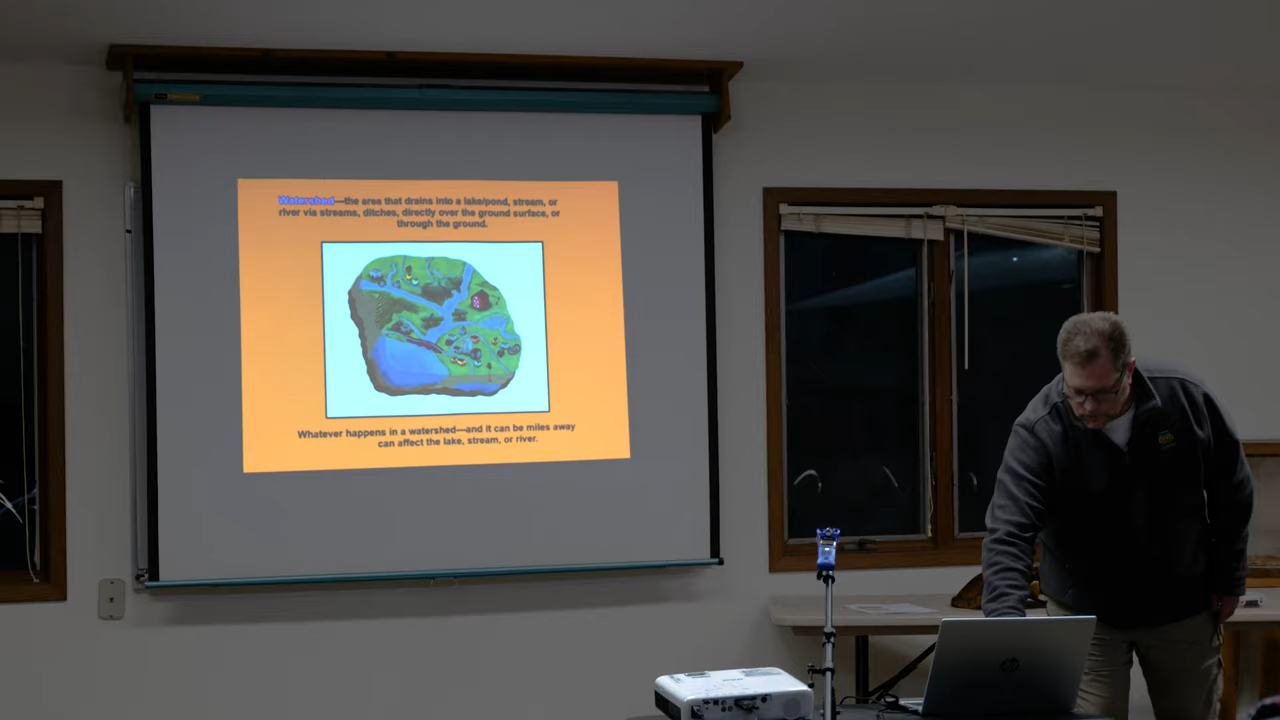 Watershed—the area that drains into a lake/pond, stream, or
river via streams, ditches, directly over the ground surface, or
through the ground.
Whatever happens in a watershed—and it can be miles away
can affect the lake, stream, or river.
hp